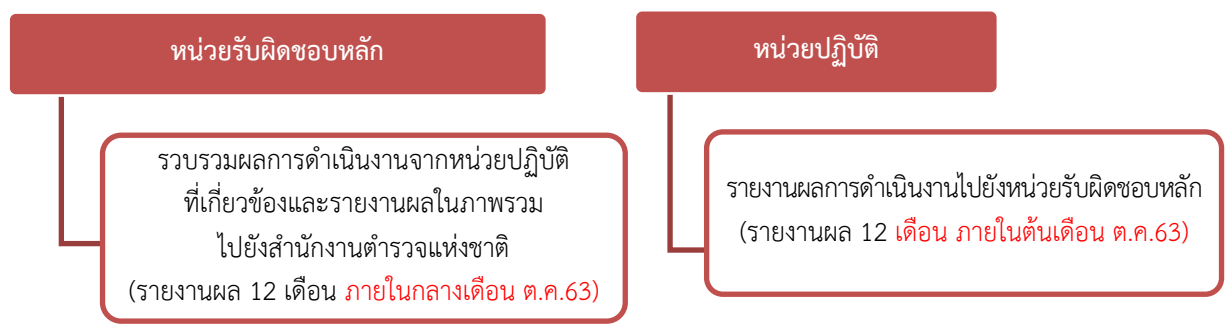 หน่วยรับผิดชอบหลัก
รวบรวมผลการดำเนินงานจากหน่วยปฏิบัติ
ที่เกี่ยวข้องและรายงานผลในภาพรวม
ไปยังสำนักงานตำรวจแห่งชาติ
(รายงานผล 12 เดือน ภายในกลางเดือน ต.ค.63)
หน่วยปฏิบัติ
รายงานผลการดำเนินงานไปยังหน่วยรับผิดชอบหลัก
(รายงานผล 12 เดือน ภายในต้นเดือน ต.ค.63)